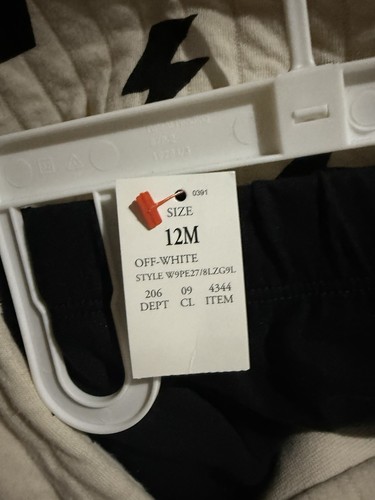 0391
SIZE
12M
OFF-WHITE
STYLE W9PE27/8LZG9L
206 09 4344
DEPT CL ITEM